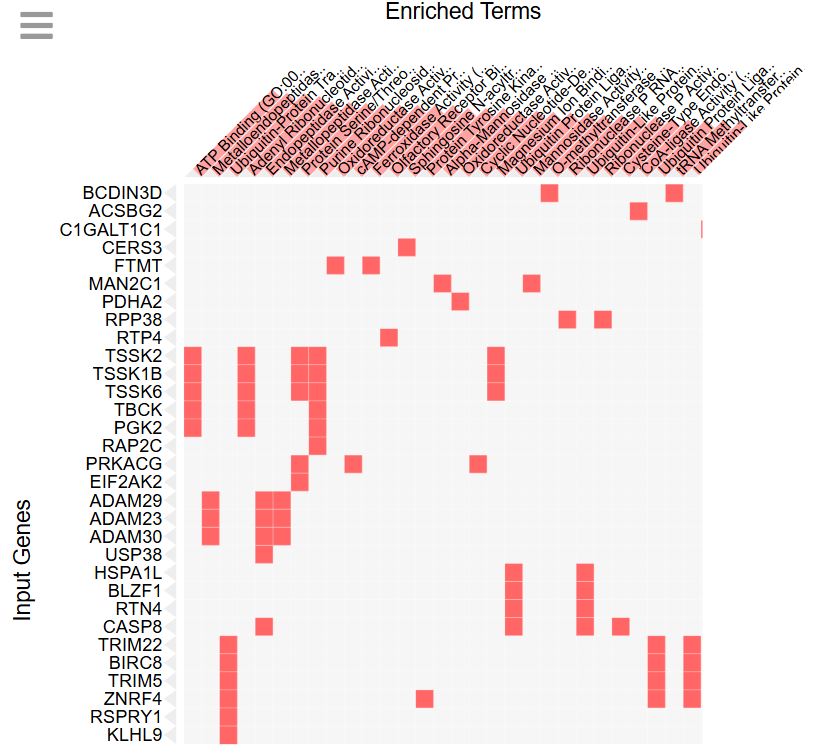 Enriched Terms
ATP Binding (GO:00..
Metalloendopeptidas..
Ubiquitin-Protein Tra..
Adenyl Ribonucleotid..
Endopeptidase Activi..
Metallopeptidase Acti..
Protein Serine/Threo..
Purine Ribonucleosid..
Oxidoreductase Activ..
cAMP-dependent Pr..
Ferroxidase Activity (..
Olfactory Receptor Bi..
Sphingosine N-acyltr..
Protein Tyrosine Kina..
Alpha-Mannosidase ..
Oxidoreductase Activ..
Cyclic Nucleotide-De..
Magnesium Ion Bindi..
Ubiquitin Protein Liga..
Mannosidase Activity..
O-methyltransferase..
Ribonuclease P RNA..
Ubiquitin-Like Protein..
Ribonuclease P Activ..
Cysteine-Type Endo..
CoA-ligase Activity (..
Ubiquitin Protein Liga..
tRNA Methyltransfer..
Ubiquitin-like Protein
BCDIN3D
ACSBG2
C1GALT1C1
CERS3
FTMT
MAN2C1
PDHA2
RPP38
RTP4
TSSK2
TSSK1B
TSSK6
TBCK
PGK2
RAP2C
PRKACG
EIF2AK2
ADAM29
ADAM23
ADAM30
USP38
HSPA1L
BLZF1
RTN4
CASP8
TRIM22
BIRC8
TRIM5
ZNRF4
RSPRY1
KLHL9
Input Genes